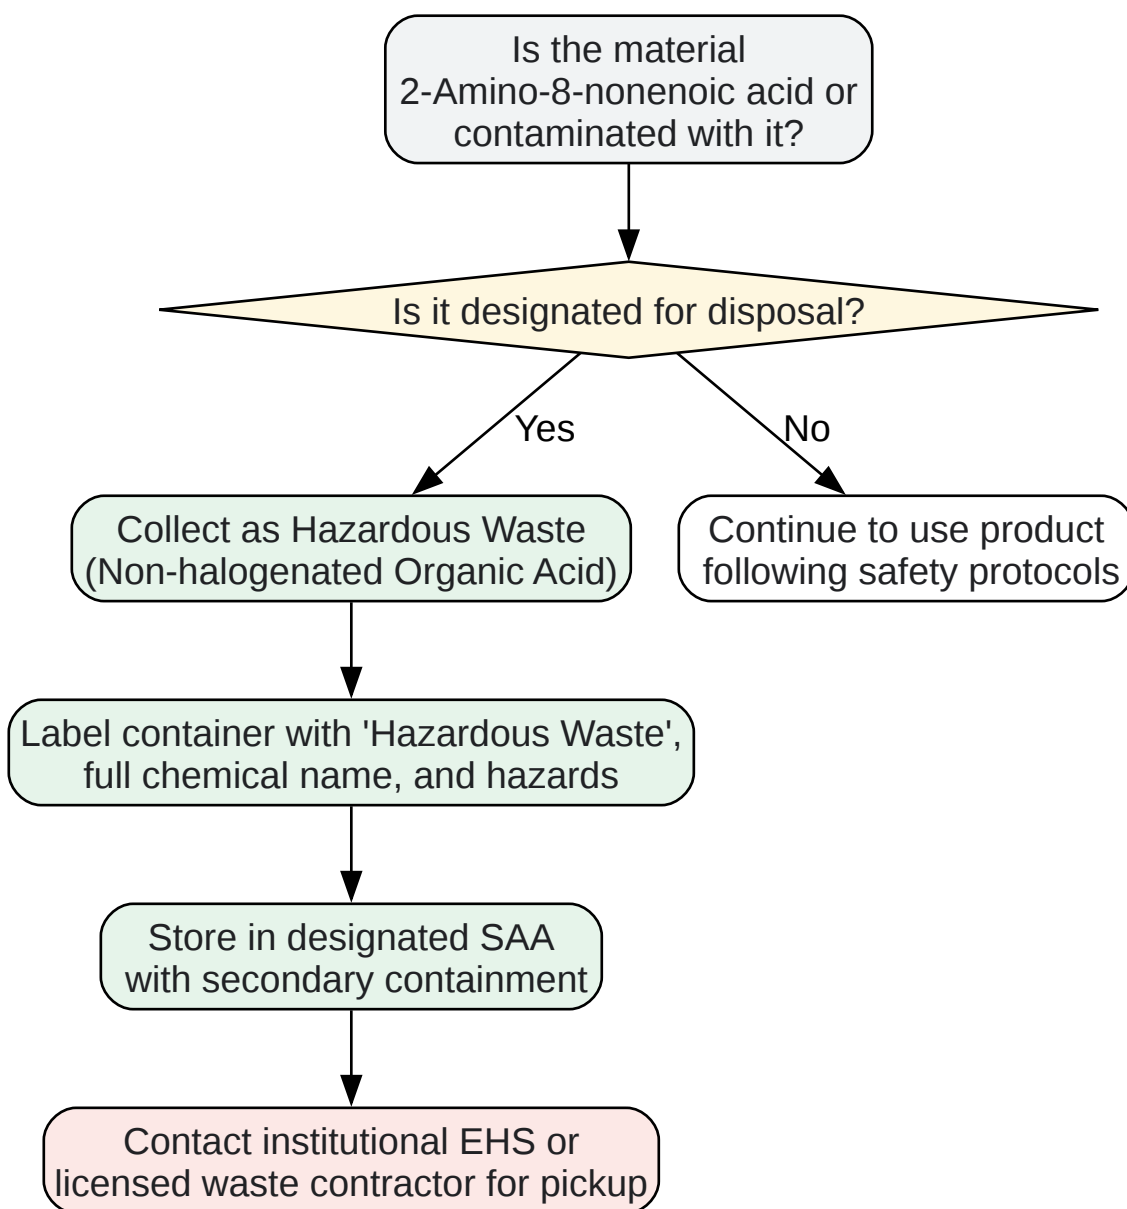 Is the material
2-Amino-8-nonenoic acid or
contaminated with it?
Is it designated for disposal?
Yes
No
Collect as Hazardous Waste
(Non-halogenated Organic Acid)
Continue to use product
following safety protocols
Label container with 'Hazardous Waste',
full chemical name, and hazards
Store in designated SAA
with secondary containment
Contact institutional EHS or
licensed waste contractor for pickup